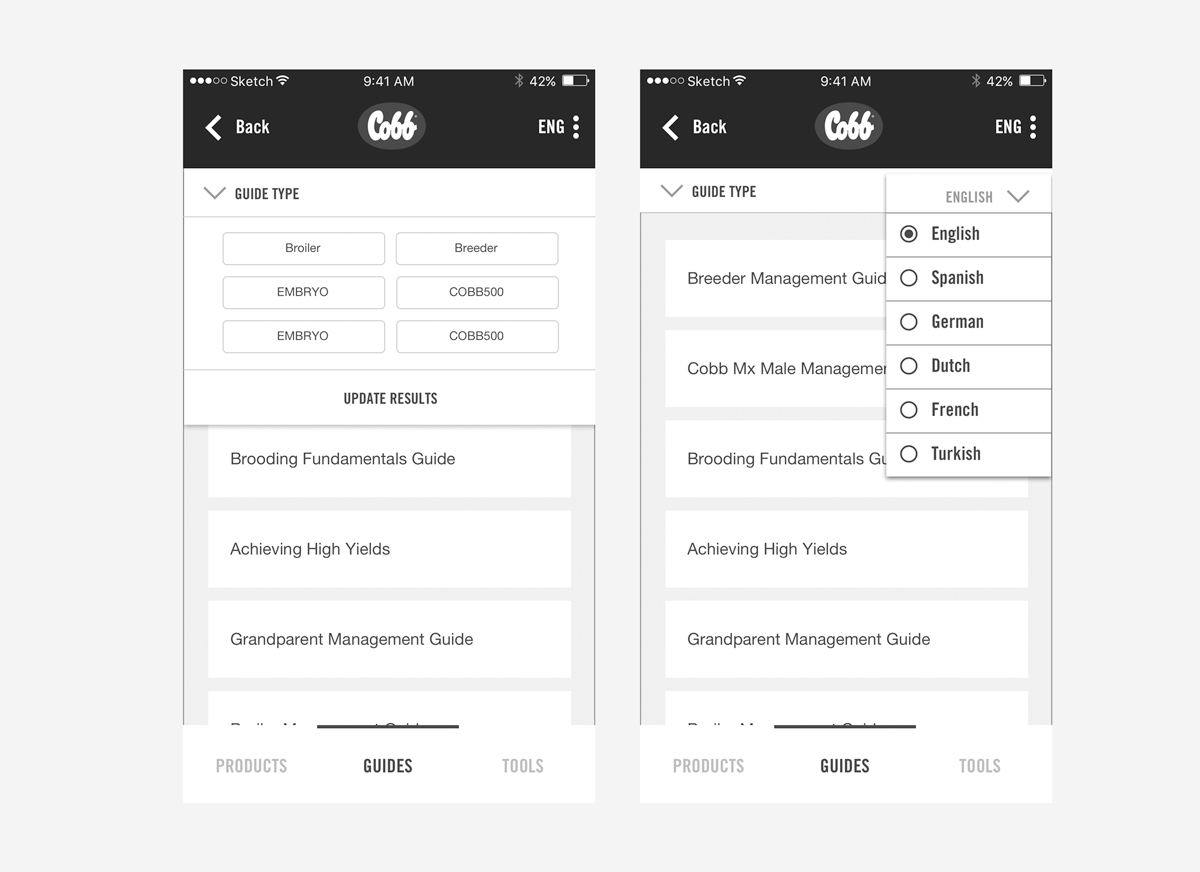 Sketch 9:41 AM 42%
Back Cobb ENG
GUIDE TYPE
Broiler Breeder
EMBRYO COBB500
EMBRYO COBB500
UPDATE RESULTS
Brooding Fundamentals Guide
Achieving High Yields
Grandparent Management Guide
PRODUCTS GUIDES TOOLS
Sketch 9:41 AM 42%
Back Cobb ENG
GUIDE TYPE
ENGLISH
English
Spanish
German
Dutch
French
Turkish
Breeder Management Guid
Cobb Mx Male Managemen
Brooding Fundamentals Gu
Achieving High Yields
Grandparent Management Guide
PRODUCTS GUIDES TOOLS